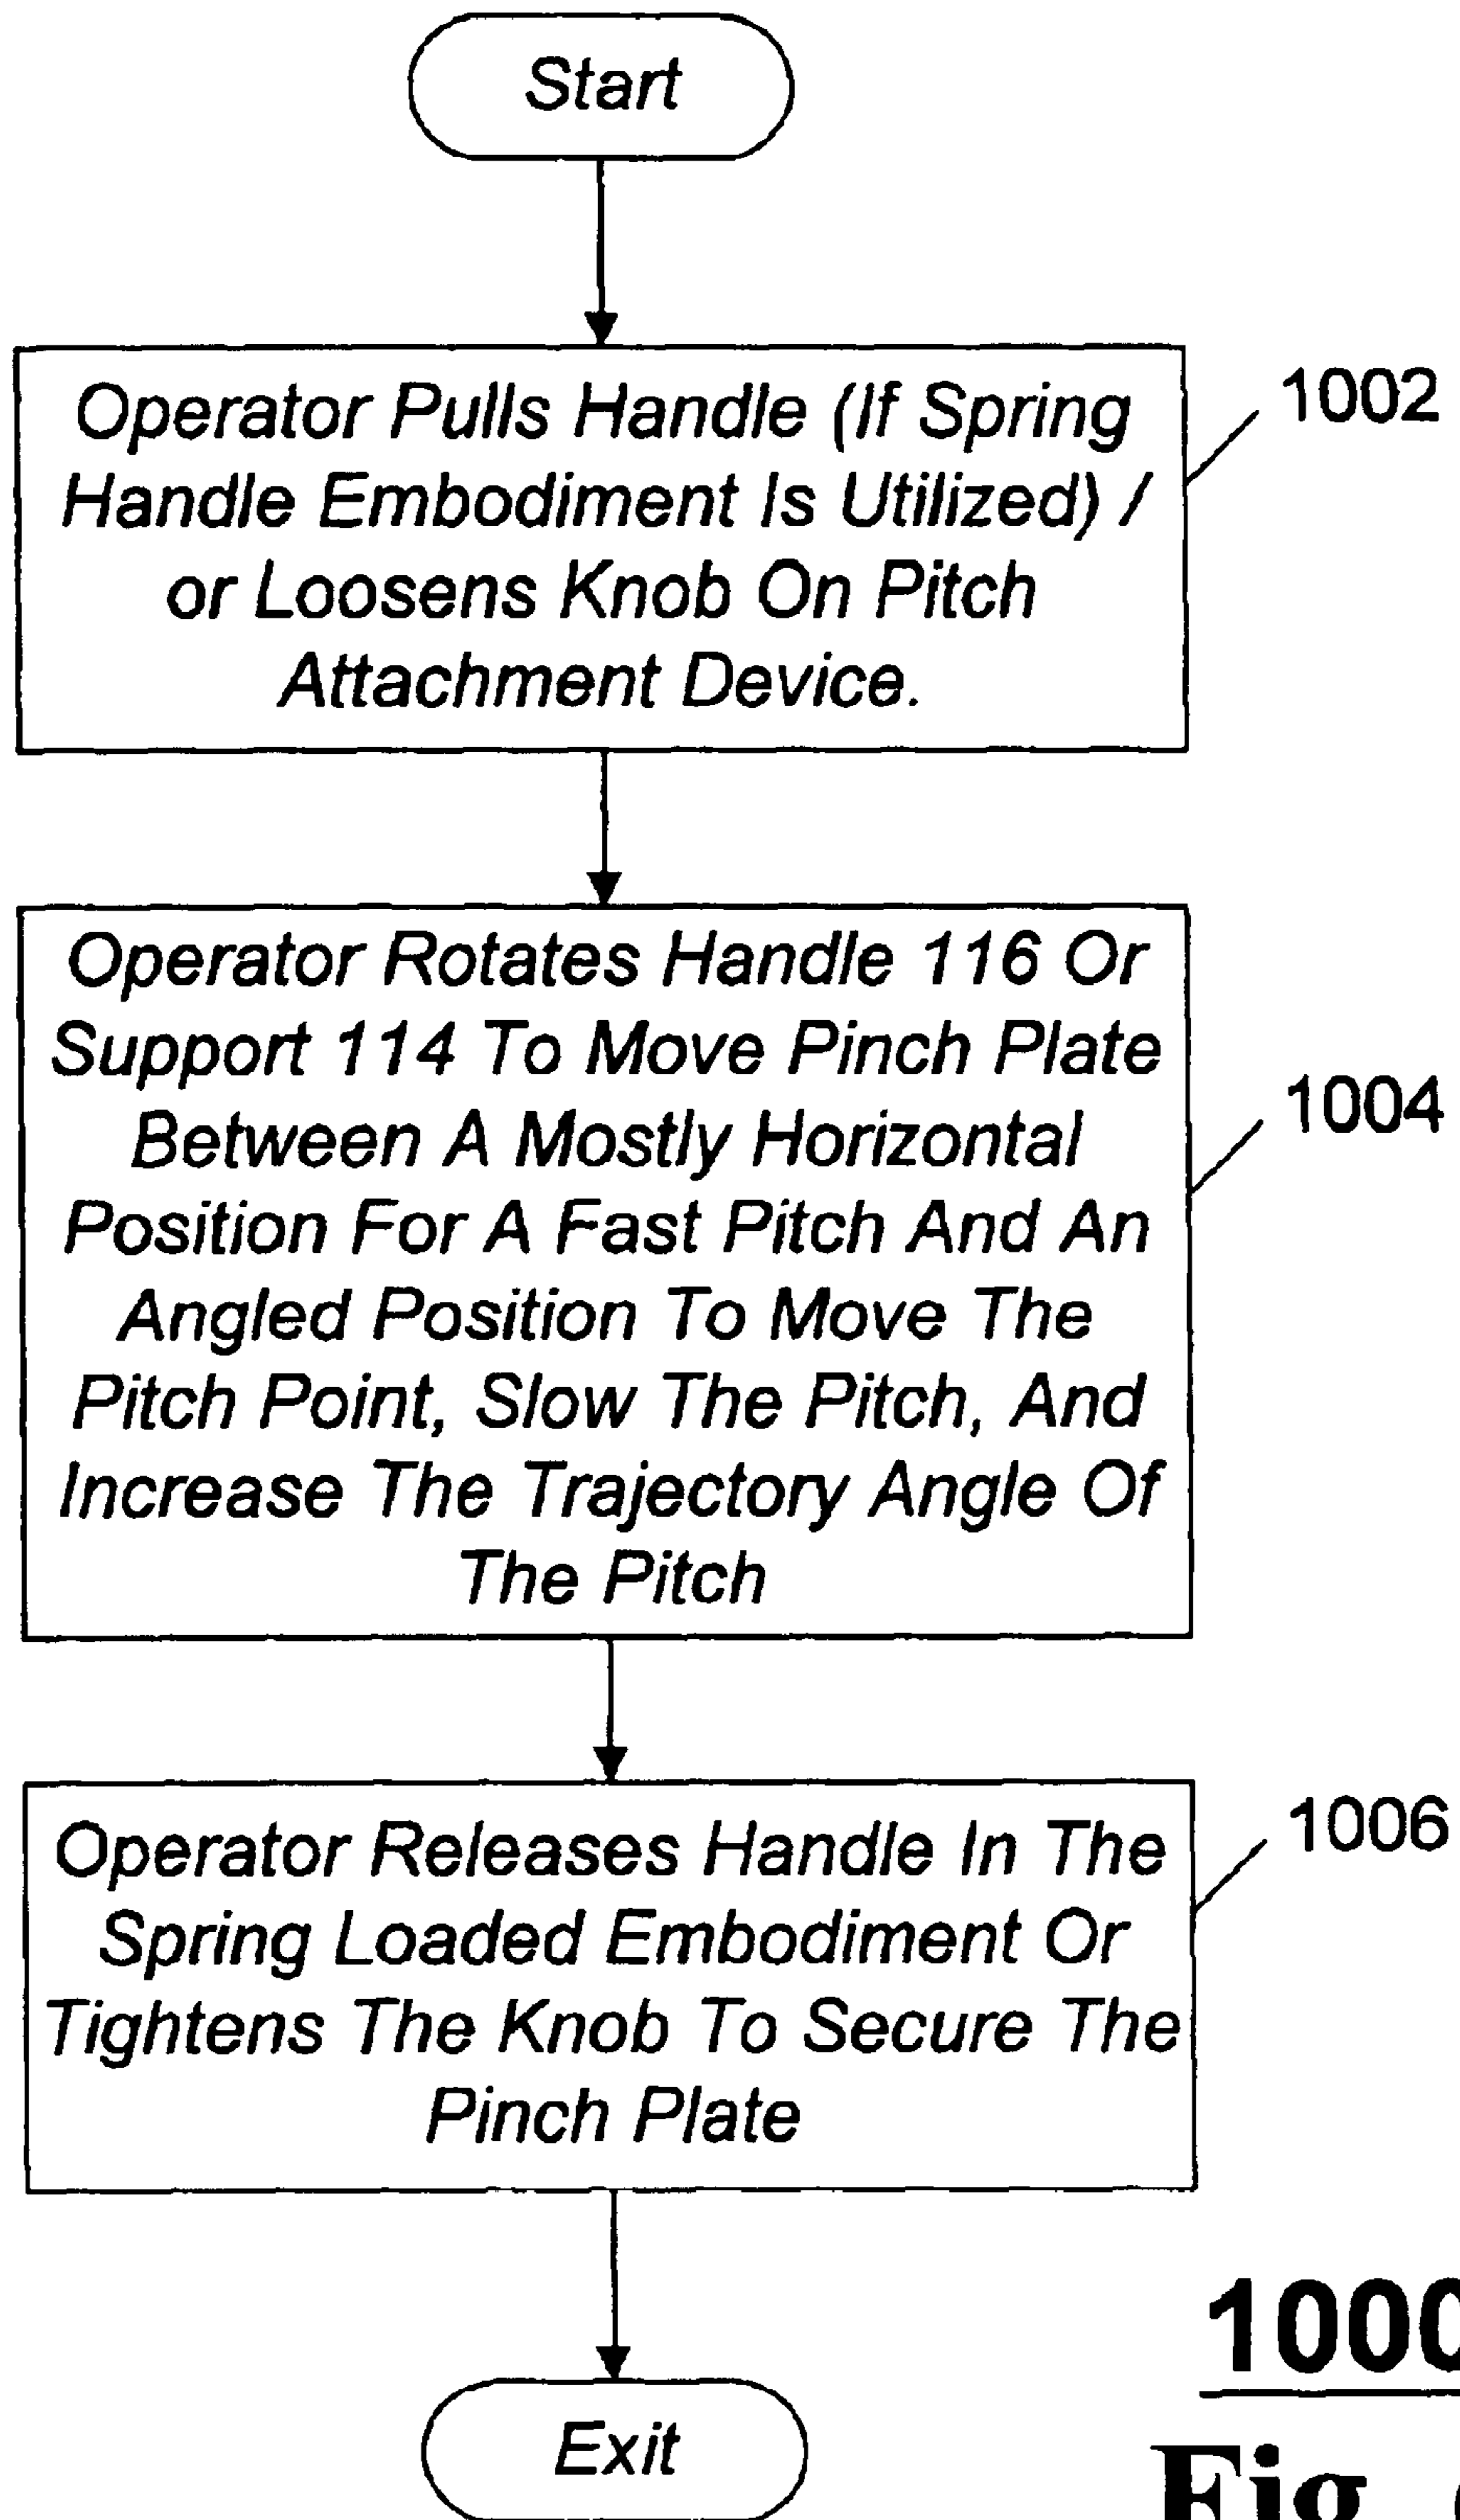 Start
Operator Pulls Handle (If Spring
Handle Embodiment Is Utilized) /
or Loosens Knob On Pitch
Attachment Device.
1002
Operator Rotates Handle 116 Or
Support 114 To Move Pinch Plate
Between A Mostly Horizontal
Position For A Fast Pitch And An
Angled Position To Move The
Pitch Point, Slow The Pitch, And
Increase The Trajectory Angle Of
The Pitch
1004
Operator Releases Handle In The
Spring Loaded Embodiment Or
Tightens The Knob To Secure The
Pinch Plate
1006
Exit
1000
Fig